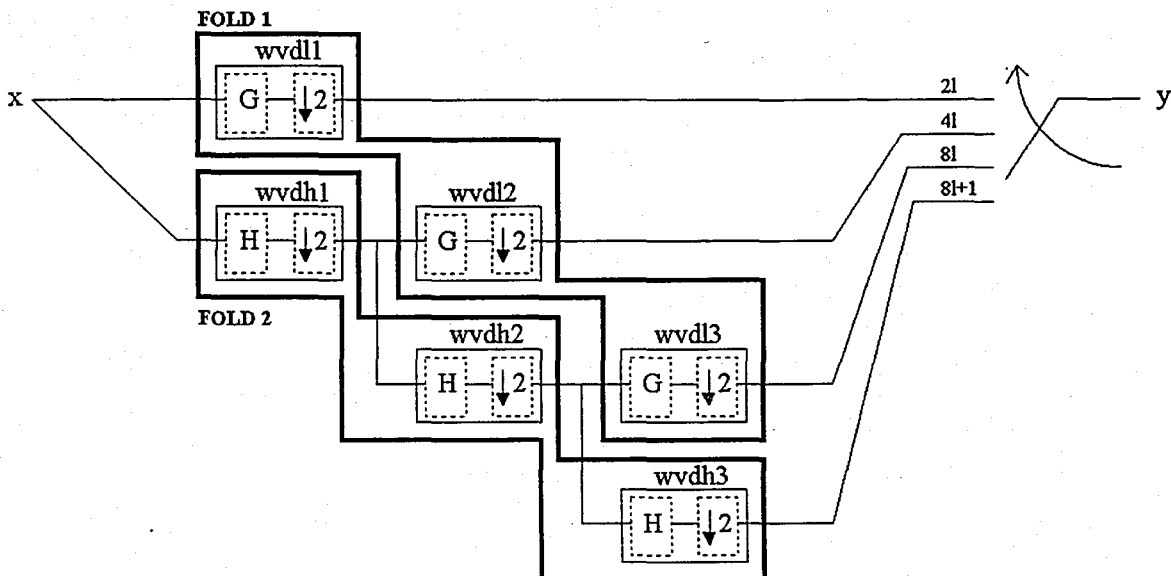 FOLD 1
wvdl1
G ↓2
x
2l
y
4l
8l
8l+1
wvdh1
H ↓2
wvdl2
G ↓2
FOLD 2
wvdh2
H ↓2
wvdl3
G ↓2
wvdh3
H ↓2